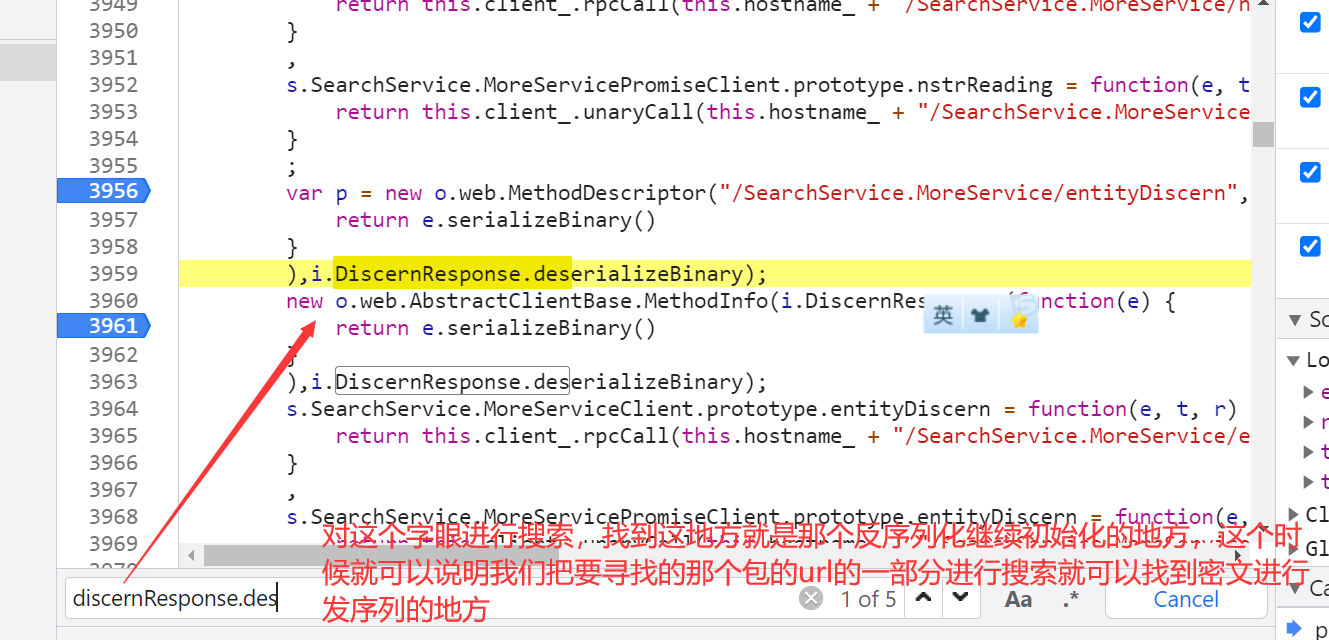 3949 return this.client_.rpcCall(this.hostname_ + "/SearchService.MoreService/n
3950 }
3951 ,
3952 s.SearchService.MoreServicePromiseClient.prototype.nstrReading = function(e, t
3953 return this.client_.unaryCall(this.hostname_ + "/SearchService.MoreService
3954 }
3955 ;
3956 var p = new o.web.MethodDescriptor("/SearchService.MoreService/entityDiscern",
3957 return e.serializeBinary()
3958 }
3959 ),i.DiscernResponse.deserializeBinary);
3960 new o.web.AbstractClientBase.MethodInfo(i.DiscernRes (function(e) {
英
3961 return e.serializeBinary()
3962 }
3963 ),i.DiscernResponse.deserializeBinary);
3964 s.SearchService.MoreServiceClient.prototype.entityDiscern = function(e, t, r)
3965 return this.client_.rpcCall(this.hostname_ + "/SearchService.MoreService/e
3966 }
3967 ,
3968 s.SearchService.MoreServicePromiseClient.prototype.entityDiscern = function(e,
3969
对这个字眼进行搜索，找到这地方就是那个反序列化继续初始化的地方，这个时
候就可以说明我们把要寻找的那个包的url的一部分进行搜索就可以找到密文进行
发序列的地方
discernResponse.des
1 of 5
Aa
.*
Cancel
Sc
Lo
e
r
t
t
Cl
Gl
Ca
p